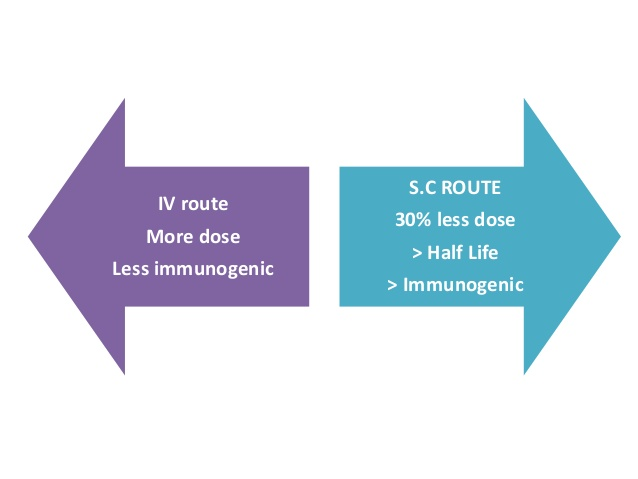 IV route
More dose
Less immunogenic
S.C ROUTE
30% less dose
> Half Life
> Immunogenic